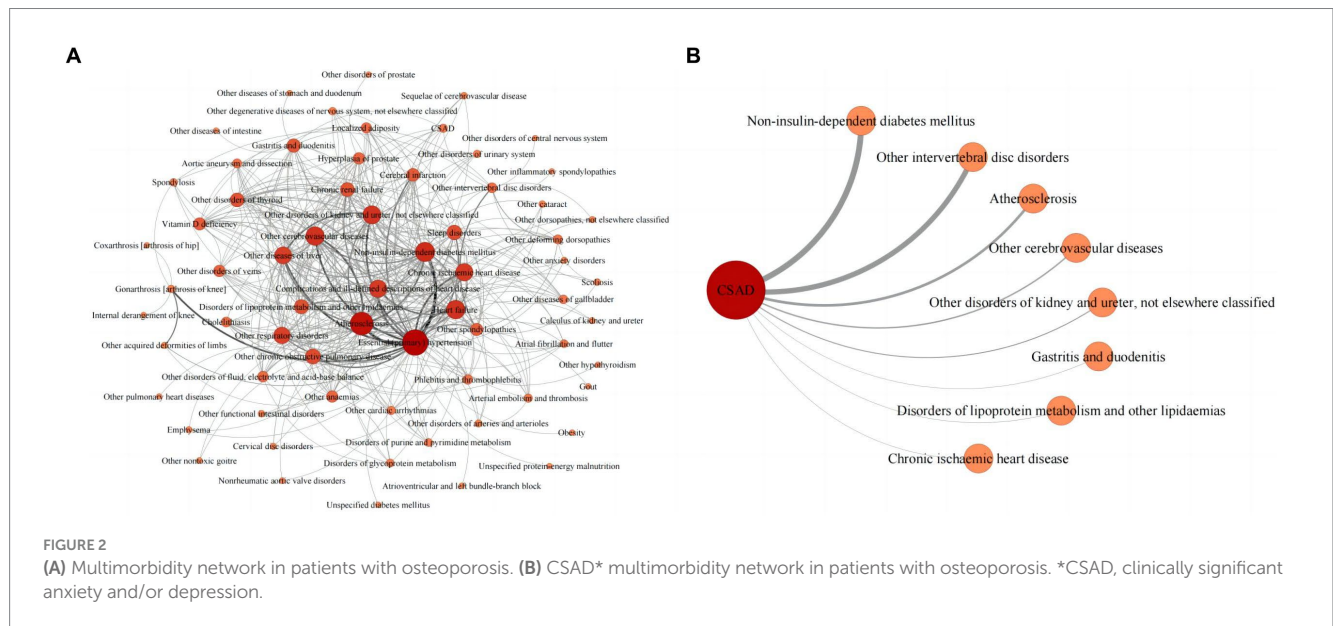 A
B
Other disorders of prostate
Other diseases of stomach and duodenum
Sequelae of cerebrovascular disease
Other degenerative diseases of nervous system, not elsewhere classified
Other diseases of intestine
Localized adiposity
CSAD
Other disorders of central nervous system
Gastritis and duodenitis
Other disorders of urinary system
Aortic aneurysm and dissection
Hyperplasia of prostate
Other inflammatory spondylopathies
Cerebral infarction
Spondylosis
Chronic renal failure
Other intervertebral disc disorders
Other disorders of thyroid
Other cataract
Other disorders of kidney and ureter, not elsewhere classified
Other dorsopathies, not elsewhere classified
Vitamin D deficiency
Other cerebrovascular diseases
Sleep disorders
Other deforming dorsopathies
Coxarthrosis [arthrosis of hip]
Other diseases of liver
Non-insulin-dependent diabetes mellitus
Other anxiety disorders
Other disorders of veins
Chronic ischaemic heart disease
Scoliosis
Gonarthrosis [arthrosis of knee]
Complications and ill-defined descriptions of heart disease
Other diseases of gallbladder
Disorders of lipoprotein metabolism and other lipidaemias
Heart failure
Internal derangement of knee
Cholelithiasis
Atherosclerosis
Calculus of kidney and ureter
Other respiratory disorders
Other spondylopathies
Other acquired deformities of limbs
Essential (primary) hypertension
Atrial fibrillation and flutter
Other chronic obstructive pulmonary disease
Other hypothyroidism
Other disorders of fluid, electrolyte and acid-base balance
Phlebitis and thrombophlebitis
Gout
Other pulmonary heart diseases
Other anaemias
Arterial embolism and thrombosis
Other functional intestinal disorders
Other cardiac arrhythmias
Emphysema
Other disorders of arteries and arterioles
Obesity
Cervical disc disorders
Disorders of purine and pyrimidine metabolism
Other nontoxic goitre
Disorders of glycoprotein metabolism
Unspecified protein-energy malnutrition
Nonrheumatic aortic valve disorders
Atrioventricular and left bundle-branch block
Unspecified diabetes mellitus
Non-insulin-dependent diabetes mellitus
Other intervertebral disc disorders
Atherosclerosis
Other cerebrovascular diseases
CSAD
Other disorders of kidney and ureter, not elsewhere classified
Gastritis and duodenitis
Disorders of lipoprotein metabolism and other lipidaemias
Chronic ischaemic heart disease
FIGURE 2
(A) Multimorbidity network in patients with osteoporosis. (B) CSAD* multimorbidity network in patients with osteoporosis. *CSAD, clinically significant
anxiety and/or depression.